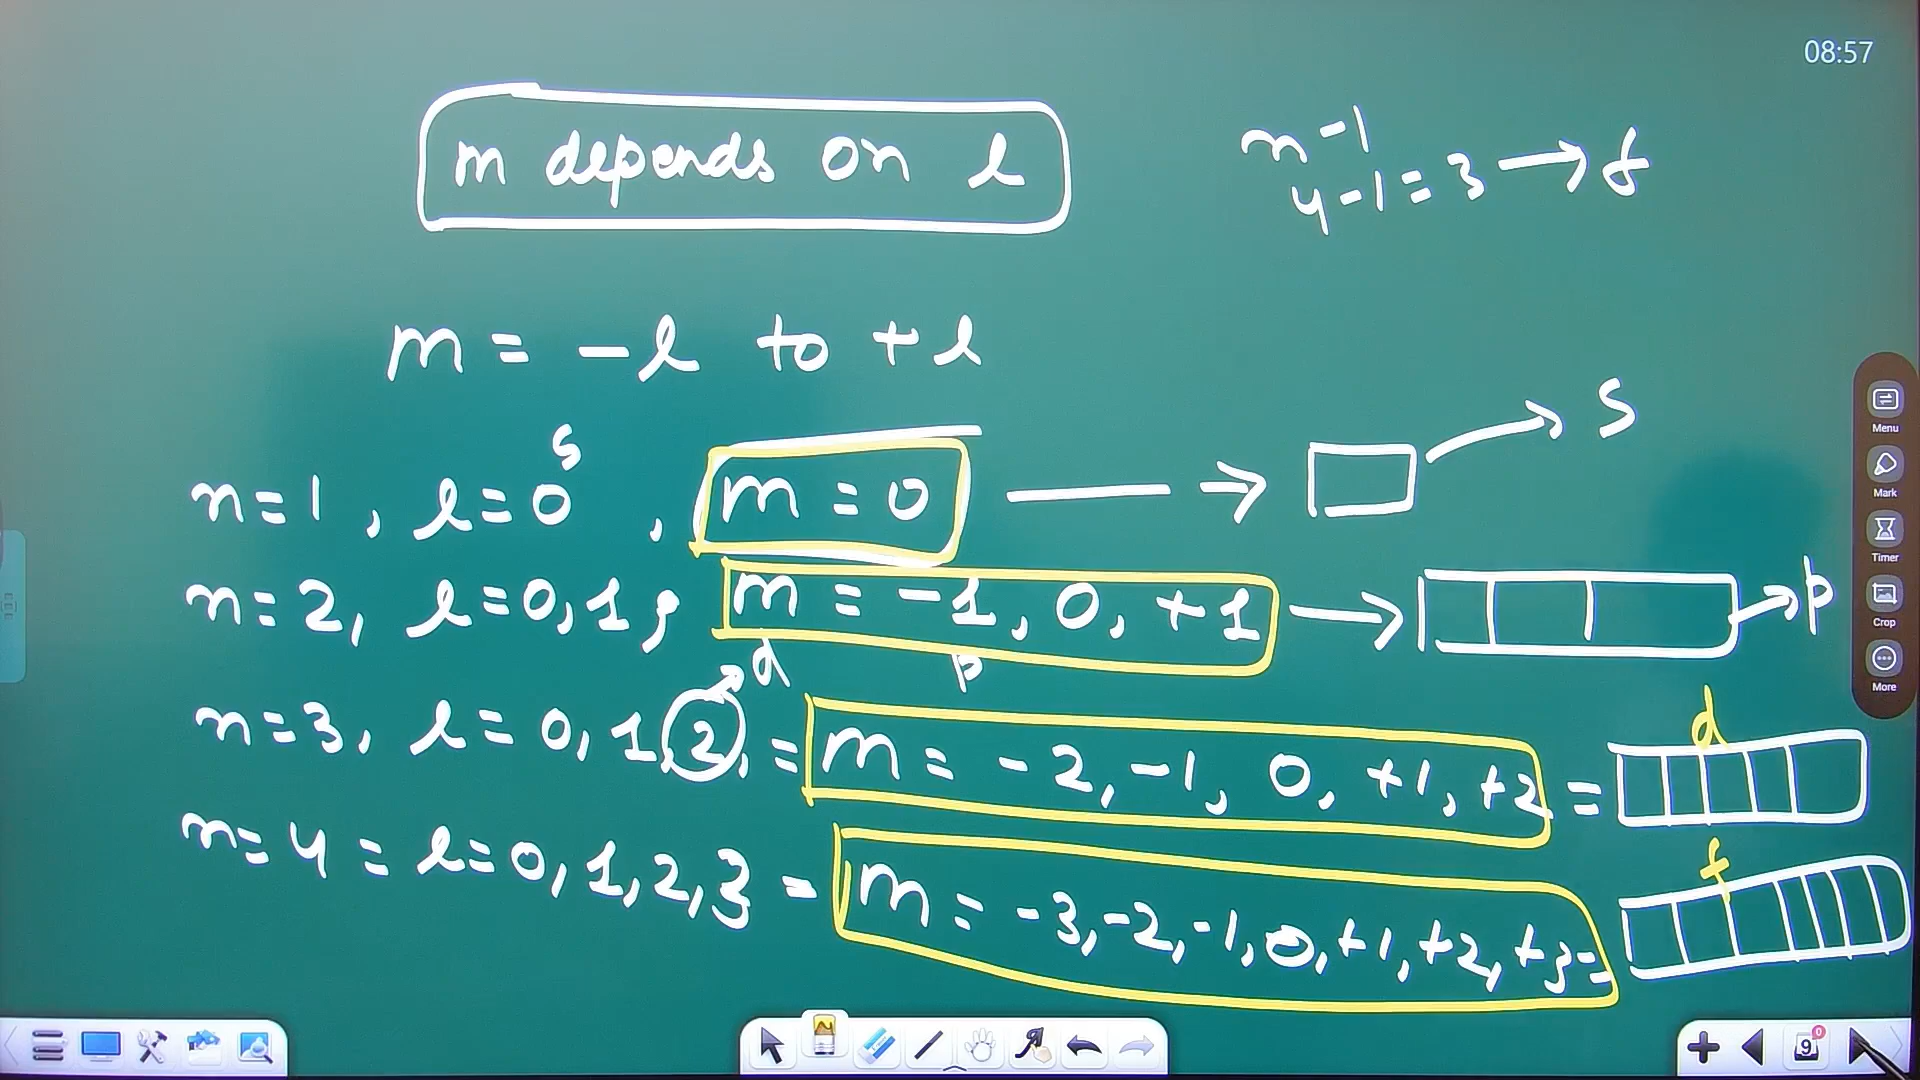 08:57
m depends on l
n-1
4-1=3→f
m = -l to + l
s
n=1, l=0, m = 0 → → s
n=2, l=0,1, m = -1, 0, +1 → → p
d
p
n=3, l= 0,1,2, = m = -2, -1, 0, +1, +2 =
d
n=4 = l=0,1,2,3 - m = -3,-2,-1,0,+1,+2,+3=
f
Menu
Mark
Timer
Crop
More
9
0